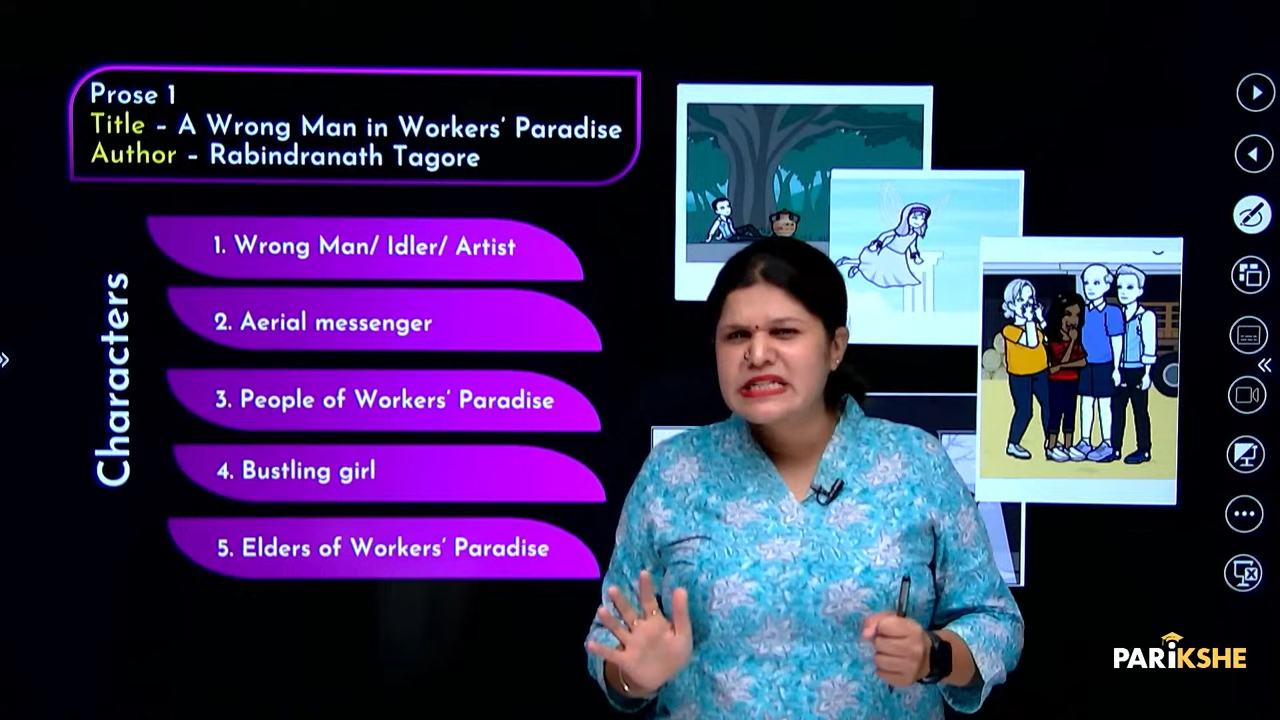 Prose 1
Title – A Wrong Man in Workers' Paradise
Author – Rabindranath Tagore
Characters
1. Wrong Man/ Idler/ Artist
2. Aerial messenger
3. People of Workers' Paradise
4. Bustling girl
5. Elders of Workers' Paradise
PARIKSHE